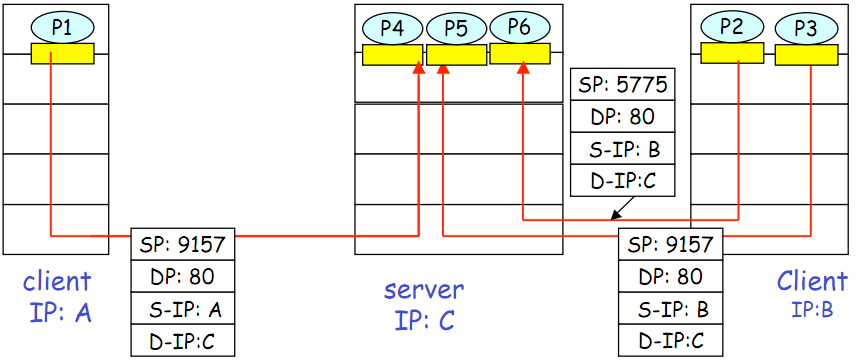 P1
P4
P5
P6
P2
P3
SP: 5775
DP: 80
S-IP: B
D-IP:C
SP: 9157
DP: 80
S-IP: A
D-IP:C
SP: 9157
DP: 80
S-IP: B
D-IP:C
client
IP: A
server
IP: C
Client
IP:B